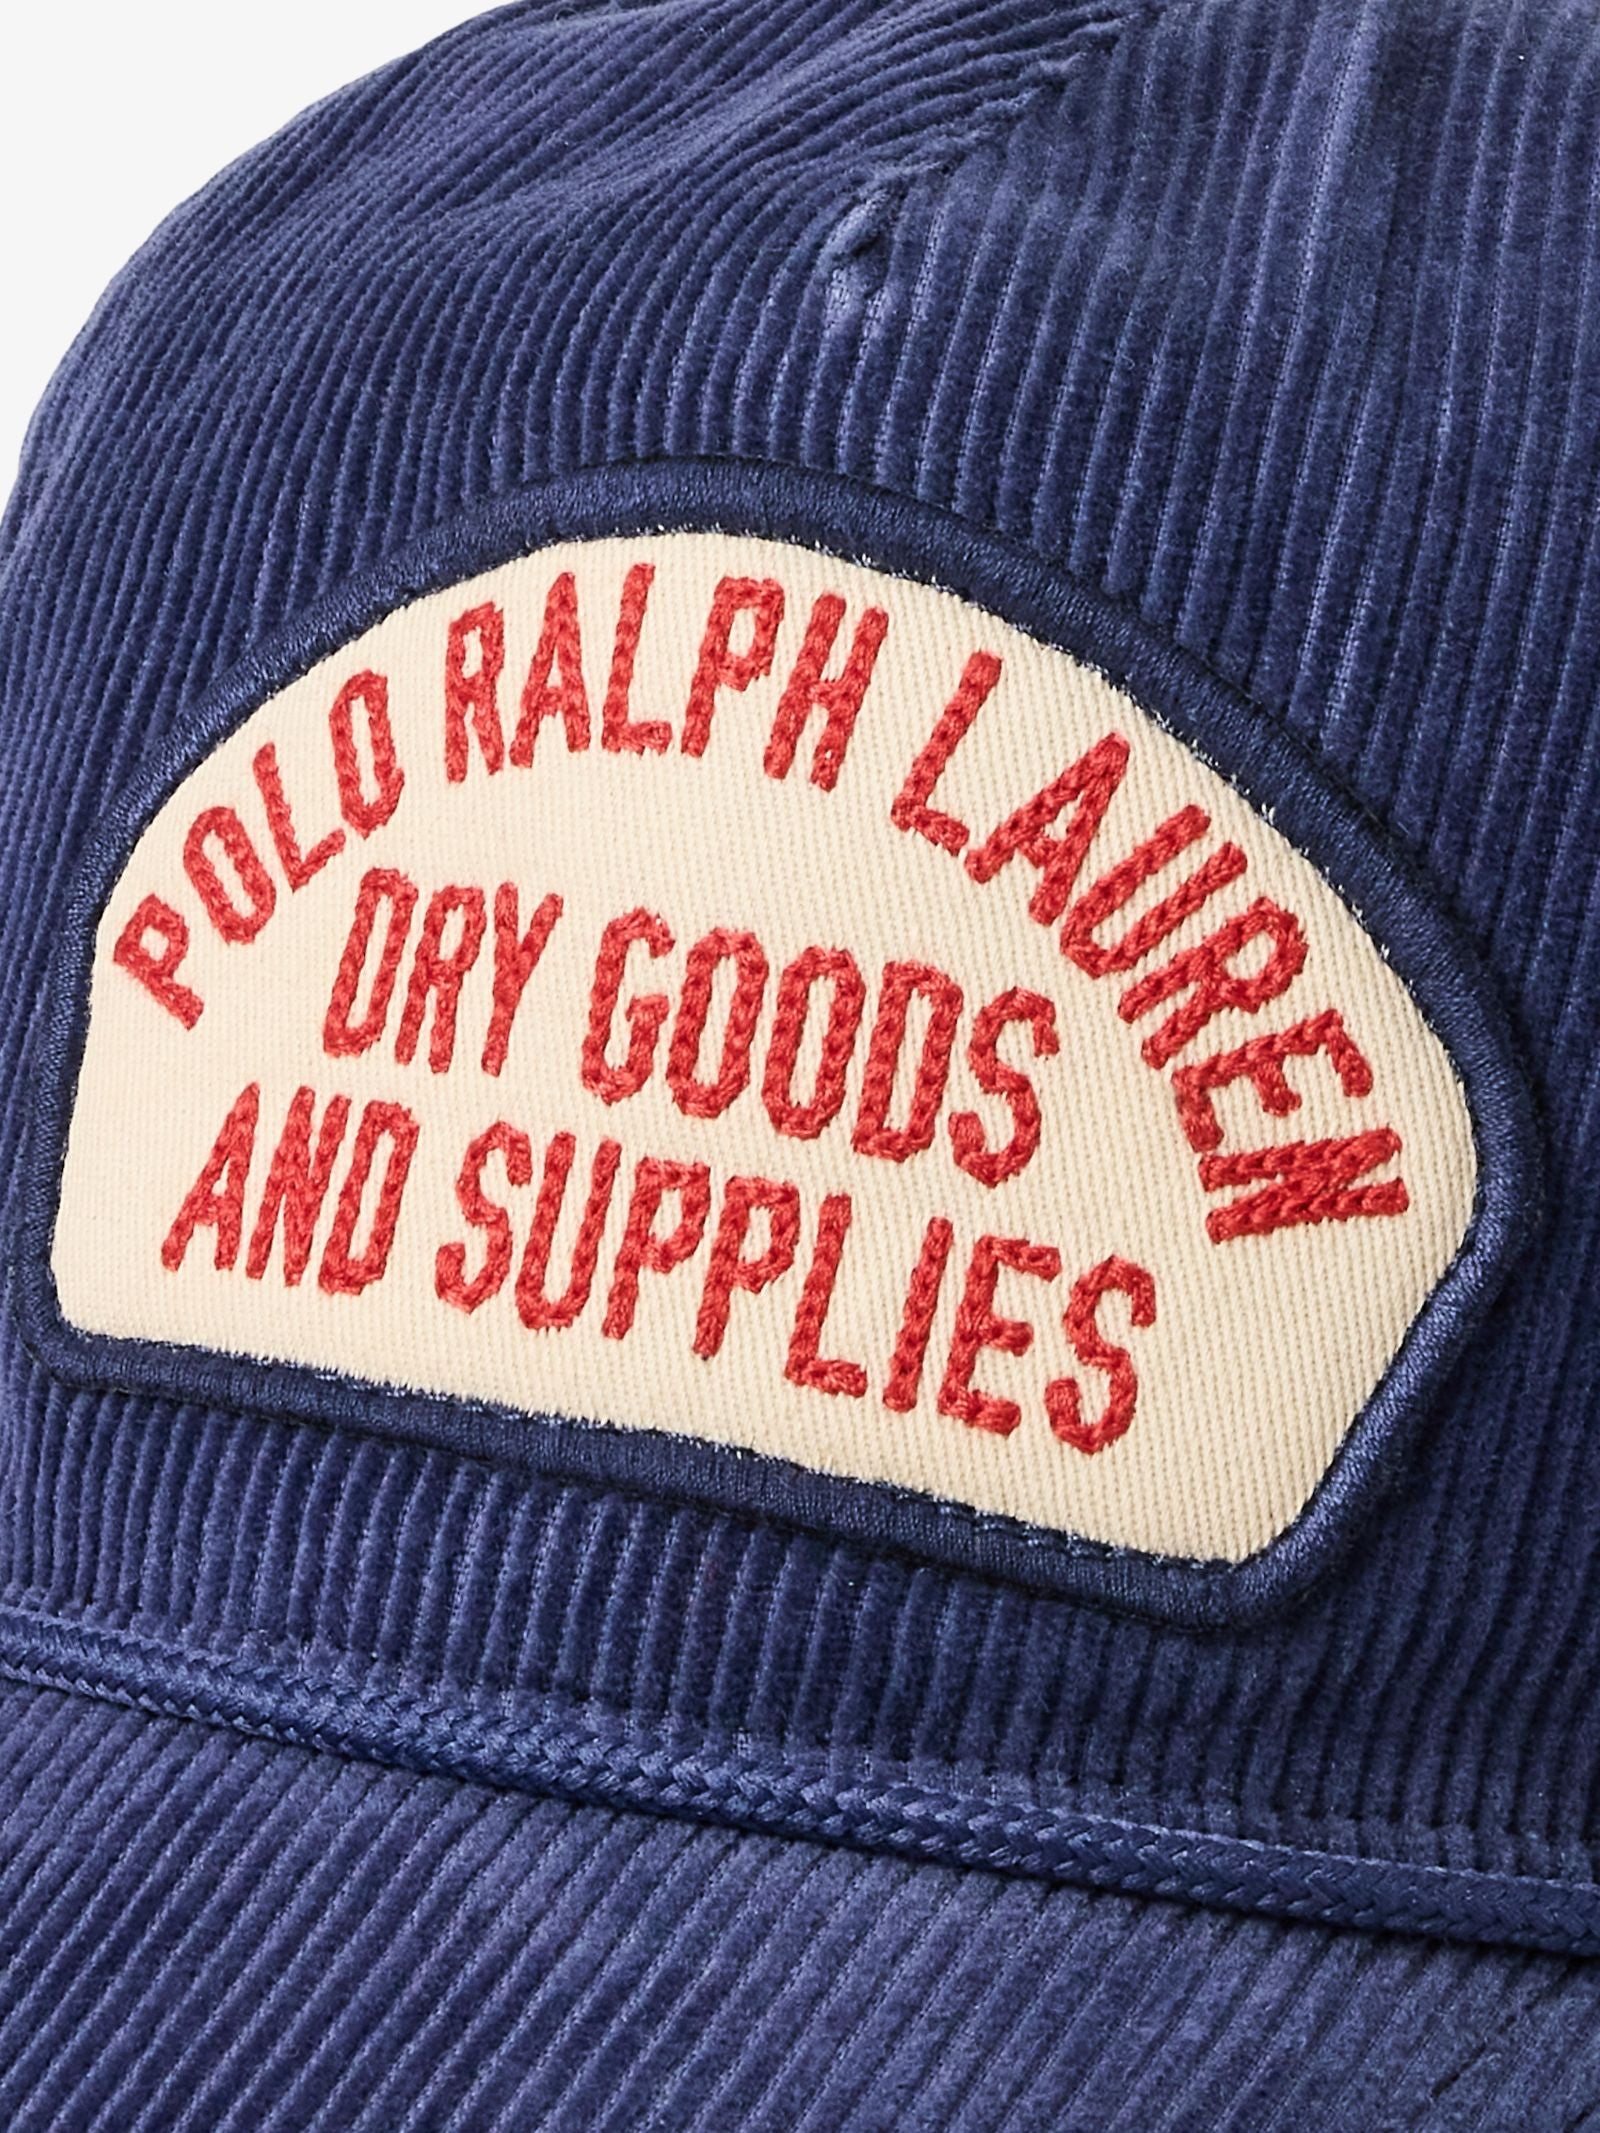 POLO RALPH LAUREN
DRY GOODS
AND SUPPLIES